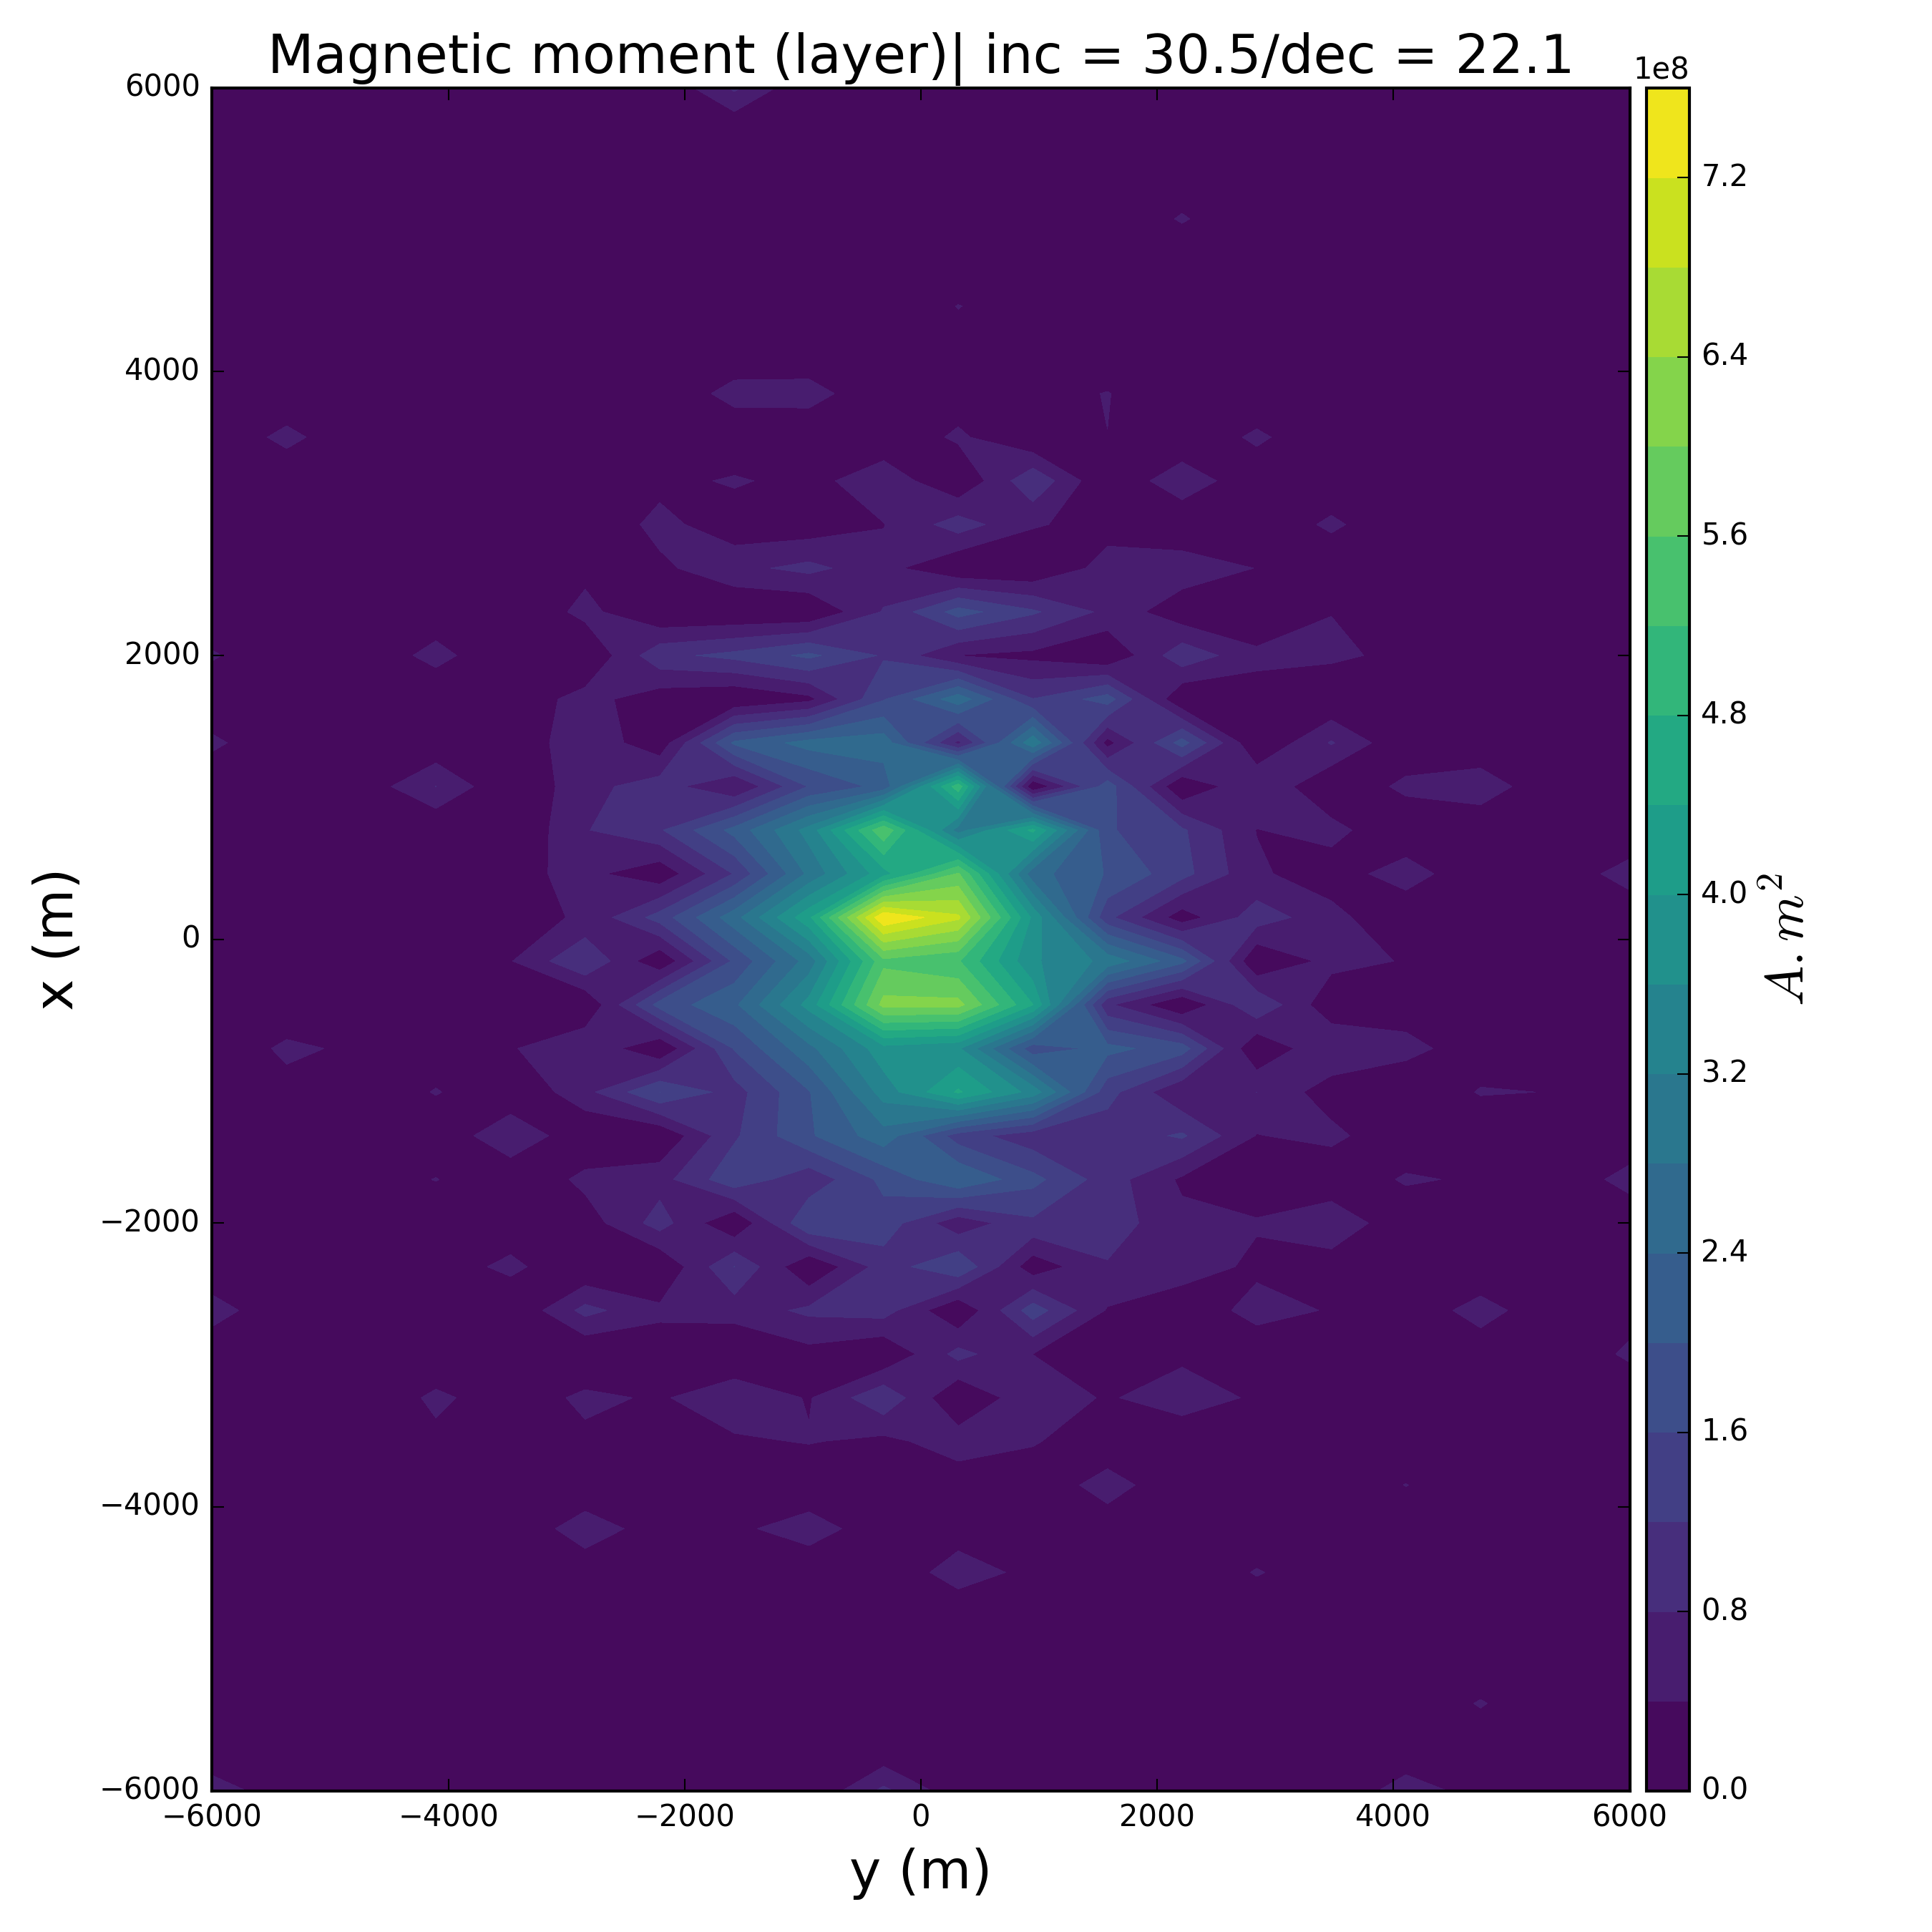 Magnetic moment (layer)| inc = 30.5/dec = 22.1
1e8
6000
4000
2000
0
−2000
−4000
−6000
x (m)
−6000 −4000 −2000 0 2000 4000 6000
y (m)
7.2
6.4
5.6
4.8
4.0
3.2
2.4
1.6
0.8
0.0
A.m²